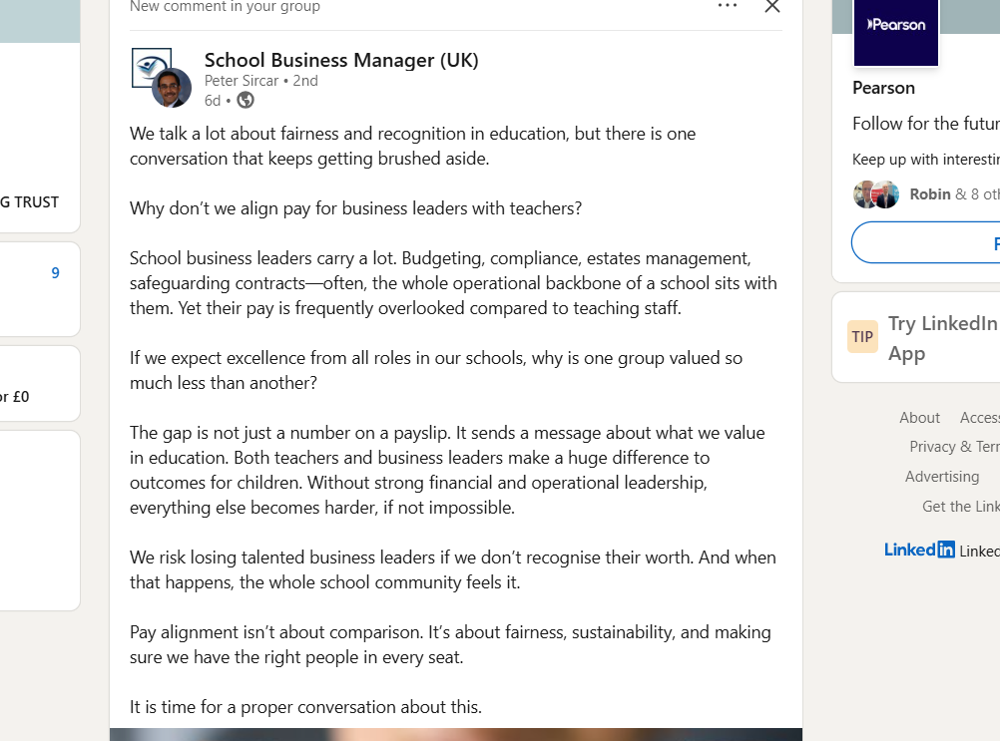 New comment in your group
School Business Manager (UK)
Peter Sircar • 2nd
6d •
We talk a lot about fairness and recognition in education, but there is one
conversation that keeps getting brushed aside.
Why don’t we align pay for business leaders with teachers?
School business leaders carry a lot. Budgeting, compliance, estates management,
safeguarding contracts—often, the whole operational backbone of a school sits with
them. Yet their pay is frequently overlooked compared to teaching staff.
If we expect excellence from all roles in our schools, why is one group valued so
much less than another?
The gap is not just a number on a payslip. It sends a message about what we value
in education. Both teachers and business leaders make a huge difference to
outcomes for children. Without strong financial and operational leadership,
everything else becomes harder, if not impossible.
We risk losing talented business leaders if we don’t recognise their worth. And when
that happens, the whole school community feels it.
Pay alignment isn’t about comparison. It’s about fairness, sustainability, and making
sure we have the right people in every seat.
It is time for a proper conversation about this.
G TRUST
9
or £0
Pearson
Pearson
Follow for the futur
Keep up with interestin
Robin & 8 oth
F
TIP
Try LinkedIn
App
About Access
Privacy & Terr
Advertising
Get the Link
LinkedIn Linked